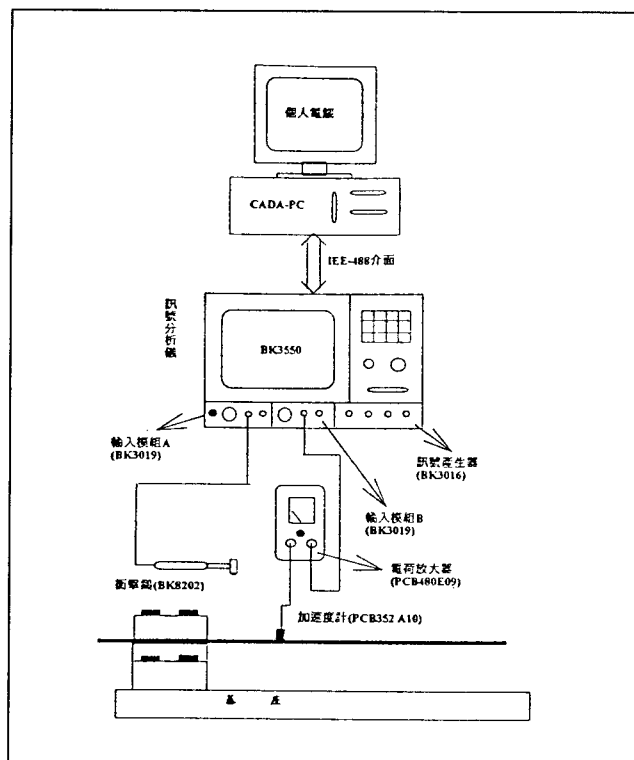 個人電腦
CADA-PC
IEE-488介面
訊號分析儀
BK3550
輸入模組A
(BK3019)
訊號產生器
(BK3016)
輸入模組B
(BK3019)
電荷放大器
(PCB480E09)
衝擊鎚(BK8202)
加速度計(PCB352 A10)
基 座